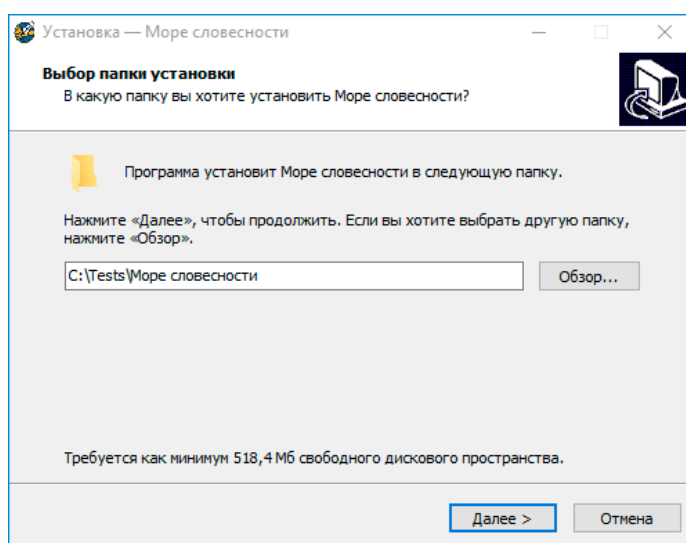 Установка — Море словесности
Выбор папки установки
В какую папку вы хотите установить Море словесности?
Программа установит Море словесности в следующую папку.
Нажмите «Далее», чтобы продолжить. Если вы хотите выбрать другую папку,
нажмите «Обзор».
C:\Tests\Море словесности
Обзор...
Требуется как минимум 518,4 Мб свободного дискового пространства.
Далее >
Отмена